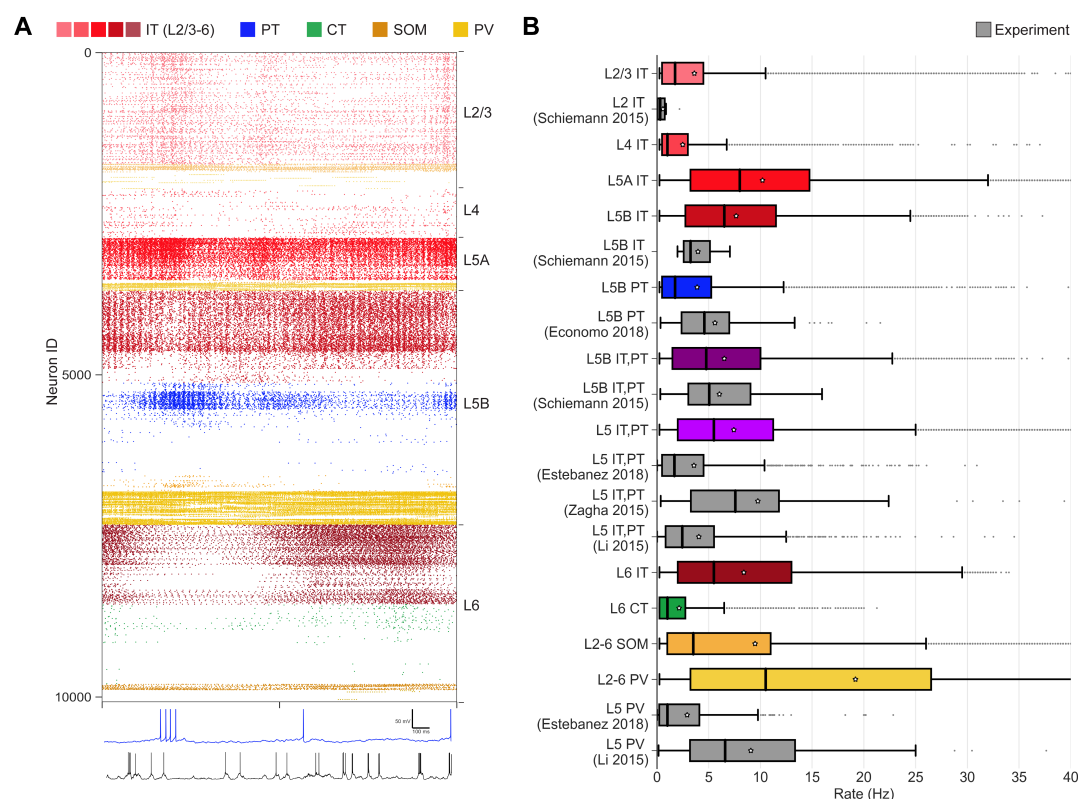 A
IT (L2/3-6)
PT
CT
SOM
PV
B
Experiment
0
5000
10000
Neuron ID
L2/3
L4
L5A
L5B
L6
50 mV
100 ms
L2/3 IT
L2 IT
(Schiemann 2015)
L4 IT
L5A IT
L5B IT
L5B IT
(Schiemann 2015)
L5B PT
L5B PT
(Economo 2018)
L5B IT,PT
L5B IT,PT
(Schiemann 2015)
L5 IT,PT
L5 IT,PT
(Estebanez 2018)
L5 IT,PT
(Zagha 2015)
L5 IT,PT
(Li 2015)
L6 IT
L6 CT
L2-6 SOM
L2-6 PV
L5 PV
(Estebanez 2018)
L5 PV
(Li 2015)
0 5 10 15 20 25 30 35 40
Rate (Hz)